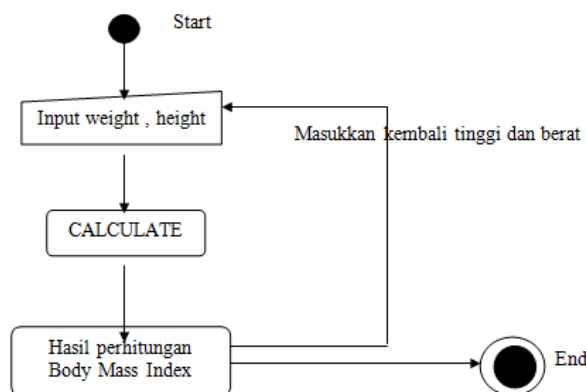 Start
Input weight , height
Masukkan kembali tinggi dan berat
CALCULATE
Hasil perhitungan
Body Mass Index
End